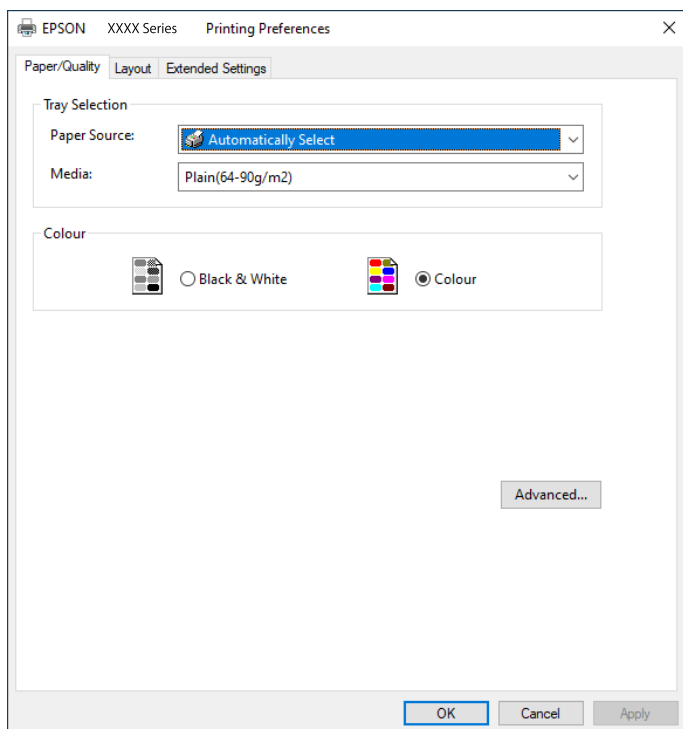 EPSON XXXX Series Printing Preferences
Paper/Quality Layout Extended Settings
Tray Selection
Paper Source: Automatically Select
Media: Plain(64-90g/m2)
Colour
Black & White Colour
Advanced...
OK Cancel Apply